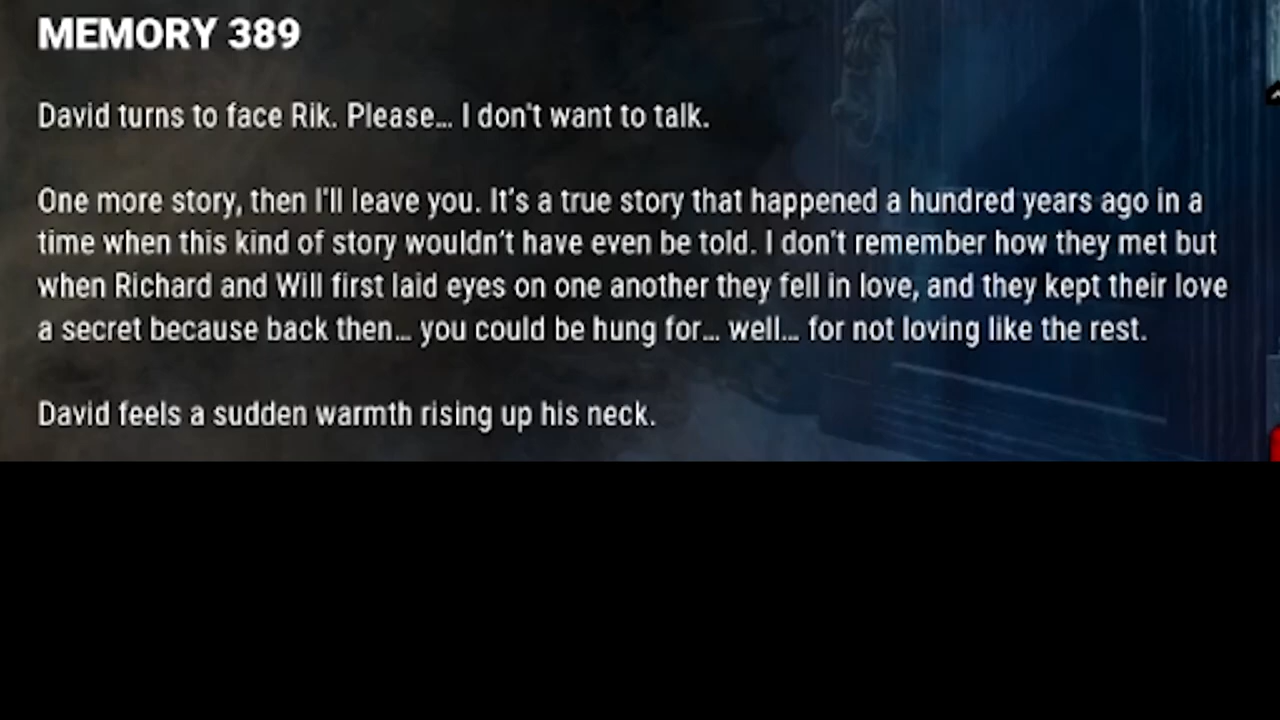 MEMORY 389
David turns to face Rik. Please… I don't want to talk.
One more story, then I'll leave you. It's a true story that happened a hundred years ago in a
time when this kind of story wouldn't have even be told. I don't remember how they met but
when Richard and Will first laid eyes on one another they fell in love, and they kept their love
a secret because back then… you could be hung for… well… for not loving like the rest.
David feels a sudden warmth rising up his neck.